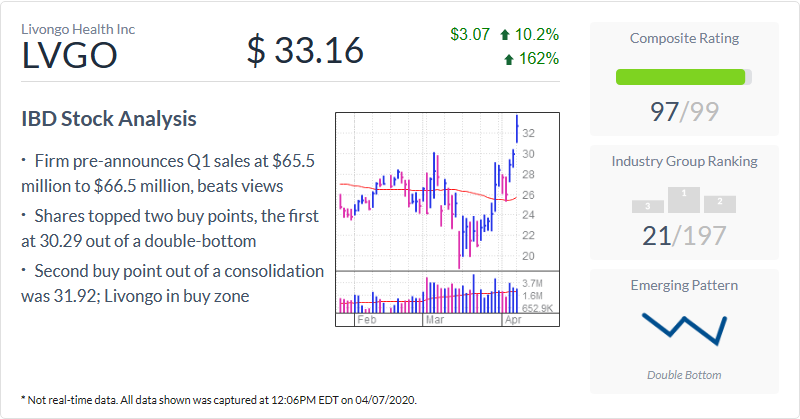 Livongo Health Inc
LVGO
$ 33.16
$3.07 10.2%
162%
IBD Stock Analysis
· Firm pre-announces Q1 sales at $65.5
million to $66.5 million, beats views
· Shares topped two buy points, the first
at 30.29 out of a double-bottom
· Second buy point out of a consolidation
was 31.92; Livongo in buy zone
32
30
28
26
24
22
20
3.7M
1.6M
652.9K
Feb Mar Apr
Composite Rating
97/99
Industry Group Ranking
3 1 2
21/197
Emerging Pattern
Double Bottom
* Not real-time data. All data shown was captured at 12:06PM EDT on 04/07/2020.